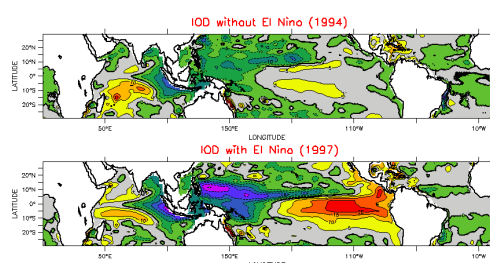 IOD without El Nino (1994)
20°N
10°N
0°
10°S
20°S
LATITUDE
50°E
150°E
110°W
10°W
LONGITUDE
IOD with El Nino (1997)
20°N
10°N
0°
10°S
20°S
LATITUDE
50°E
150°E
110°W
10°W